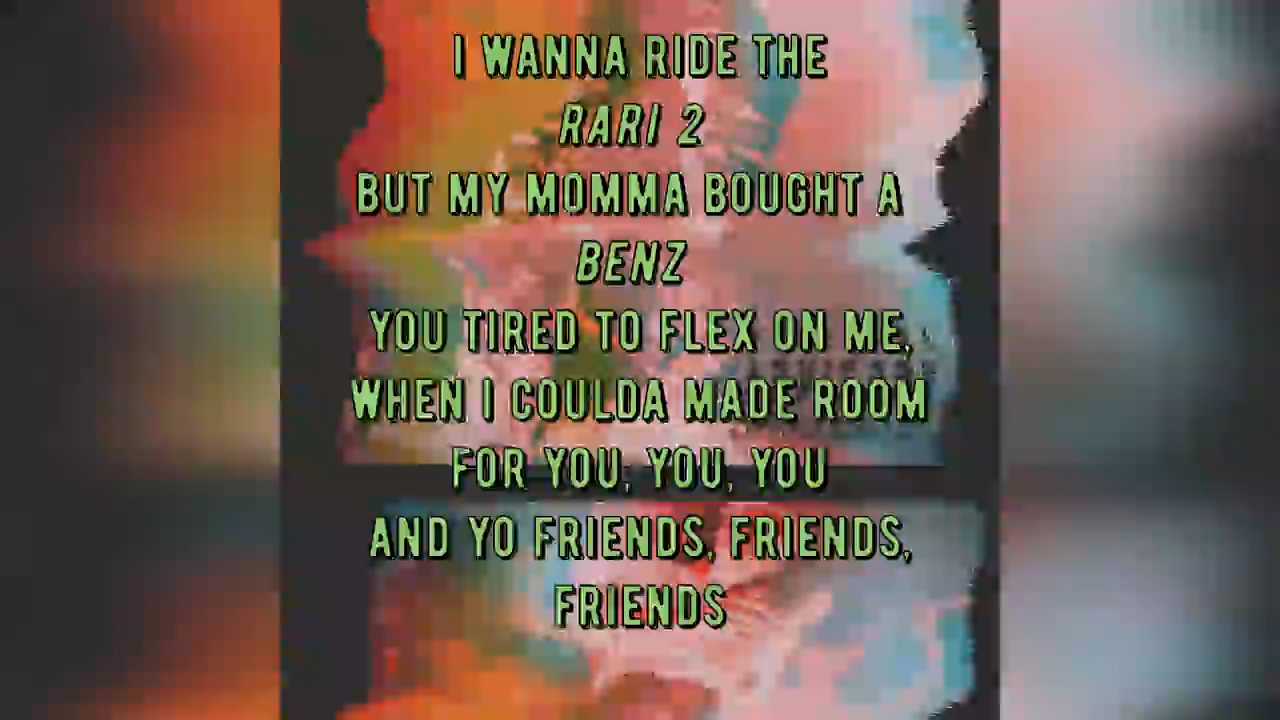 I WANNA RIDE THE
RARI 2
BUT MY MOMMA BOUGHT A
BENZ
YOU TIRED TO FLEX ON ME,
WHEN I COULDA MADE ROOM
FOR YOU, YOU, YOU
AND YO FRIENDS, FRIENDS,
FRIENDS